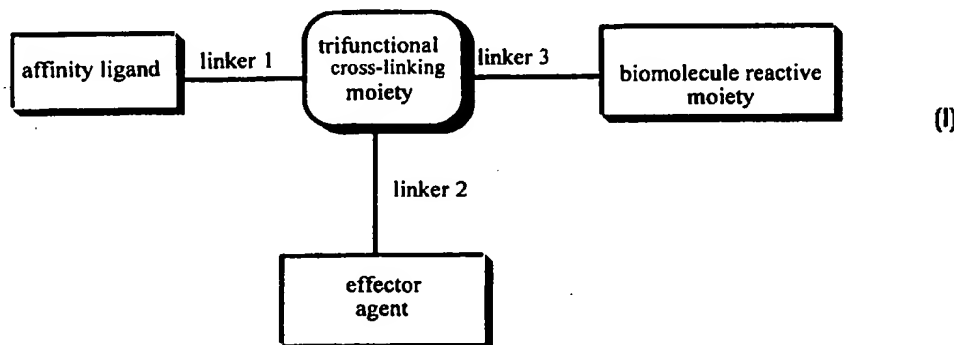 affinity ligand
linker 1
trifunctional
cross-linking
moiety
linker 3
biomolecule reactive
moiety
(I)
linker 2
effector
agent